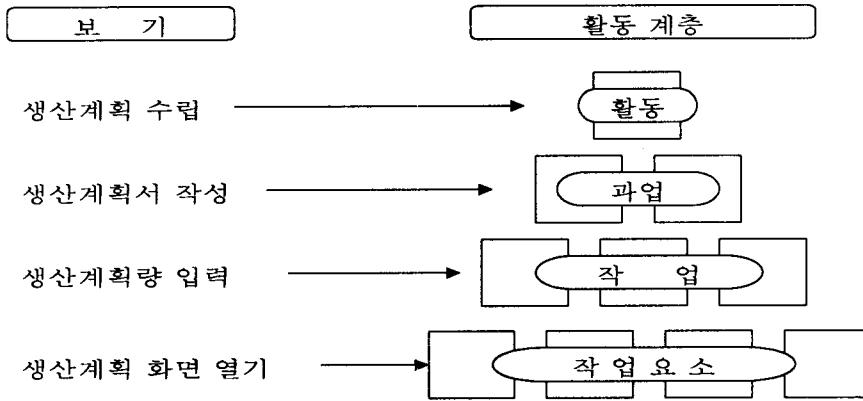 보 기
활동 계층
생산계획 수립
활동
생산계획서 작성
과업
생산계획량 입력
작 업
생산계획 화면 열기
작 업 요 소